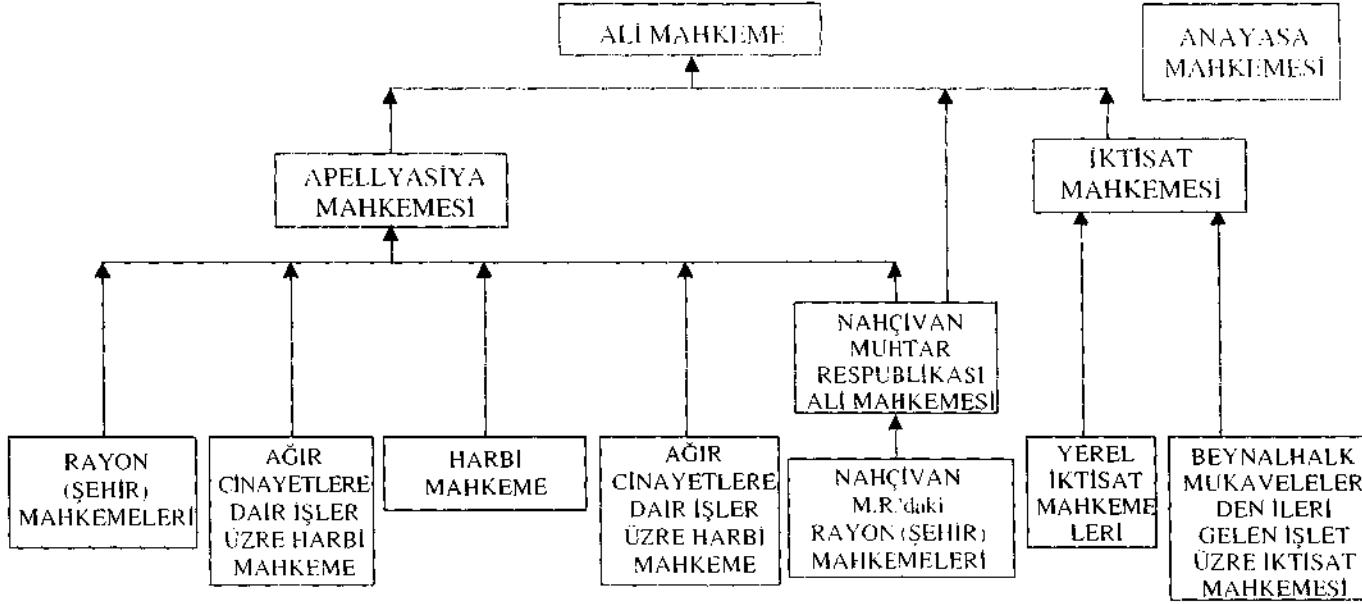 ALİ MAHKEME
ANAYASA
MAHKEMESİ
APELLYASİYA
MAHKEMESİ
İKTİSAT
MAHKEMESİ
NAHÇİVAN
MUHTAR
RESPUBLİKASI
ALİ MAHKEMESİ
RAYON
(ŞEHİR)
MAHKEMELERİ
AĞIR
CİNAYETLERE
DAİR İŞLER
ÜZRE HARBİ
MAHKEME
HARBİ
MAHKEME
AĞIR
CİNAYETLERE
DAİR İŞLER
ÜZRE HARBİ
MAHKEME
NAHÇİVAN
M.R.'daki
RAYON (ŞEHİR)
MAHKEMELERİ
YEREL
İKTİSAT
MAHKEME
LERİ
BEYNALHALK
MUKAVELELER
DEN İLERİ
GELEN İŞLET
ÜZRE İKTİSAT
MAHKEMESİ